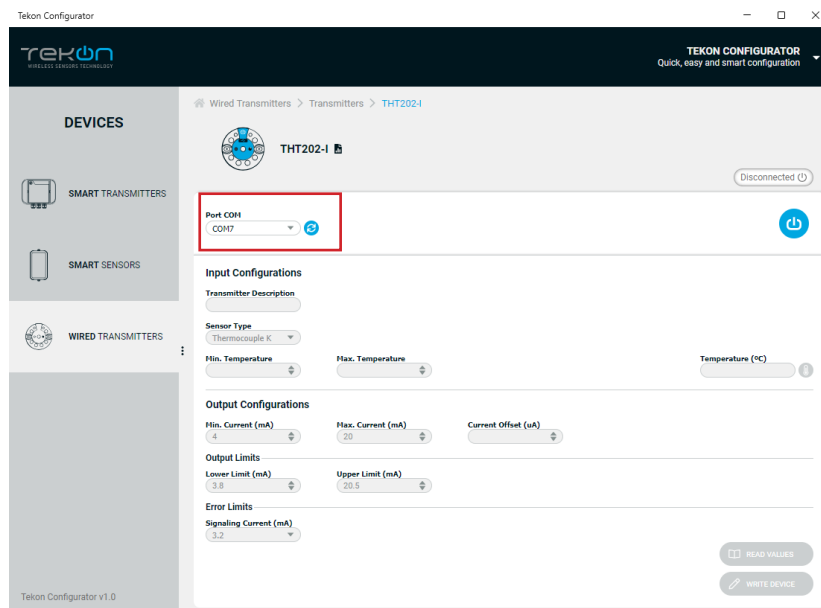 Tekon Configurator
TEKON
WIRELESS SENSORS TECHNOLOGY
TEKON CONFIGURATOR
Quick, easy and smart configuration
DEVICES
SMART TRANSMITTERS
SMART SENSORS
WIRED TRANSMITTERS
Tekon Configurator v1.0
Wired Transmitters > Transmitters > THT202-I
THT202-I
Disconnected
Port COM
COM7
Input Configurations
Transmitter Description
Sensor Type
Thermocouple K
Min. Temperature Max. Temperature Temperature (ºC)
Output Configurations
Min. Current (mA) Max. Current (mA) Current Offset (uA)
4 20
Output Limits
Lower Limit (mA) Upper Limit (mA)
3.8 20.5
Error Limits
Signaling Current (mA)
3.2
READ VALUES
WRITE DEVICE